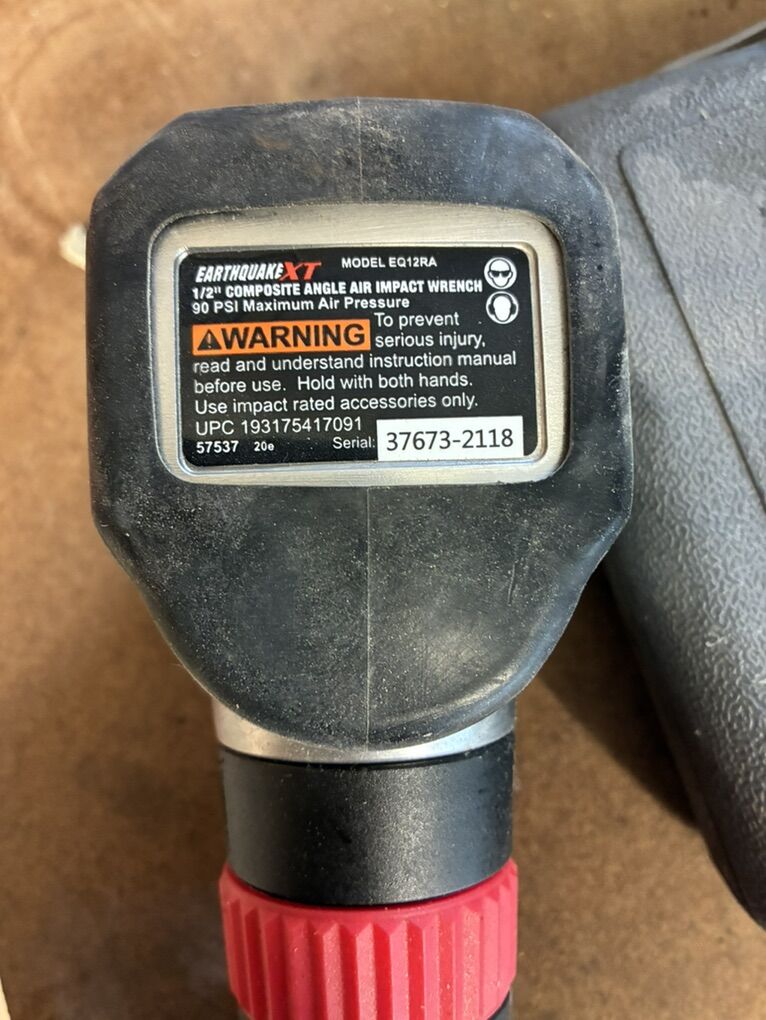 EARTHQUAKE XT MODEL EQ12RA
1/2" COMPOSITE ANGLE AIR IMPACT WRENCH
90 PSI Maximum Air Pressure
WARNING To prevent
serious injury,
read and understand instruction manual
before use. Hold with both hands.
Use impact rated accessories only.
UPC 193175417091
57537 20e Serial: 37673-2118